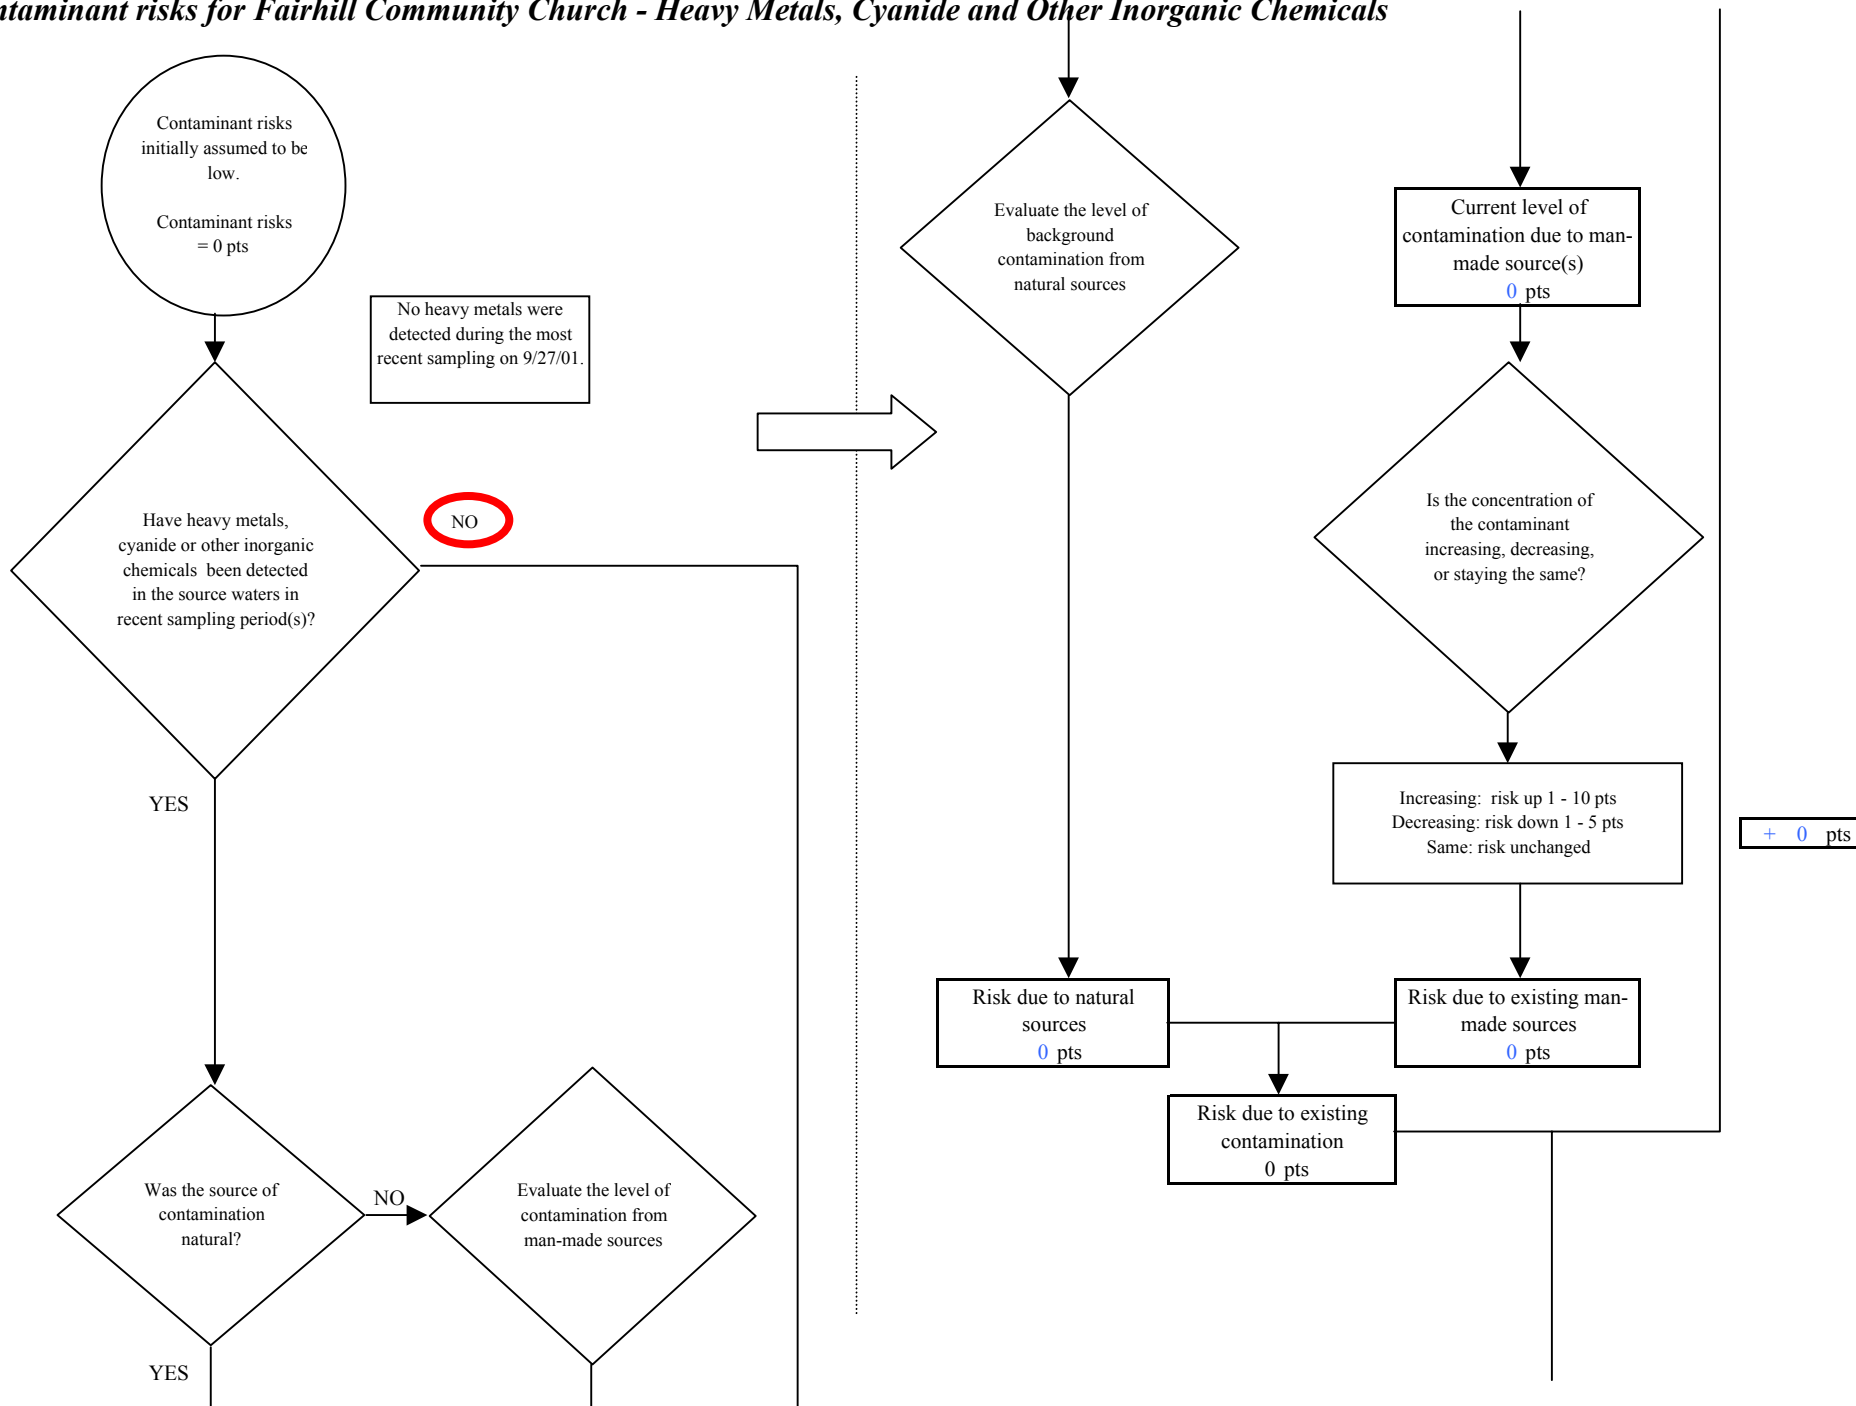 ntaminant risks for Fairhill Community Church - Heavy Metals, Cyanide and Other Inorganic Chemicals
Contaminant risks
initially assumed to be
low.
Contaminant risks
= 0 pts
No heavy metals were
detected during the most
recent sampling on 9/27/01.
Have heavy metals,
cyanide or other inorganic
chemicals been detected
in the source waters in
recent sampling period(s)?
NO
YES
Was the source of
contamination
natural?
NO
Evaluate the level of
contamination from
man-made sources
YES
Evaluate the level of
background
contamination from
natural sources
Current level of
contamination due to man-
made source(s)
0 pts
Is the concentration of
the contaminant
increasing, decreasing,
or staying the same?
Increasing: risk up 1 - 10 pts
Decreasing: risk down 1 - 5 pts
Same: risk unchanged
+ 0 pts
Risk due to natural
sources
0 pts
Risk due to existing man-
made sources
0 pts
Risk due to existing
contamination
0 pts